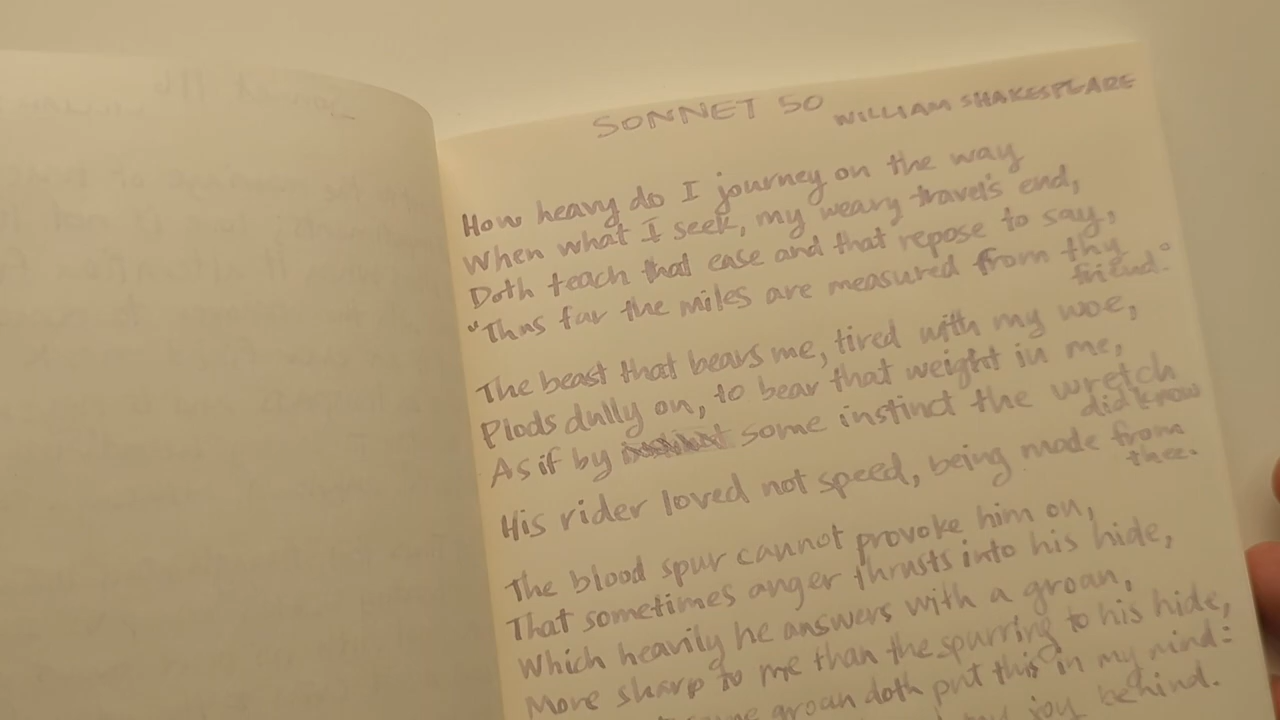 SONNET 50 WILLIAM SHAKESPEARE
How heavy do I journey on the way
When what I seek, my weary travel's end,
Doth teach that ease and that repose to say,
"Thus far the miles are measured from thy
friend."
The beast that bears me, tired with my woe,
Plods dully on, to bear that weight in me,
As if by some instinct the wretch
did know
His rider loved not speed, being made from
thee.
The blood spur cannot provoke him on,
That sometimes anger thrusts into his hide,
Which heavily he answers with a groan,
More sharp to me than the spurring to his hide,
groan doth put this in my mind:
my joy behind.